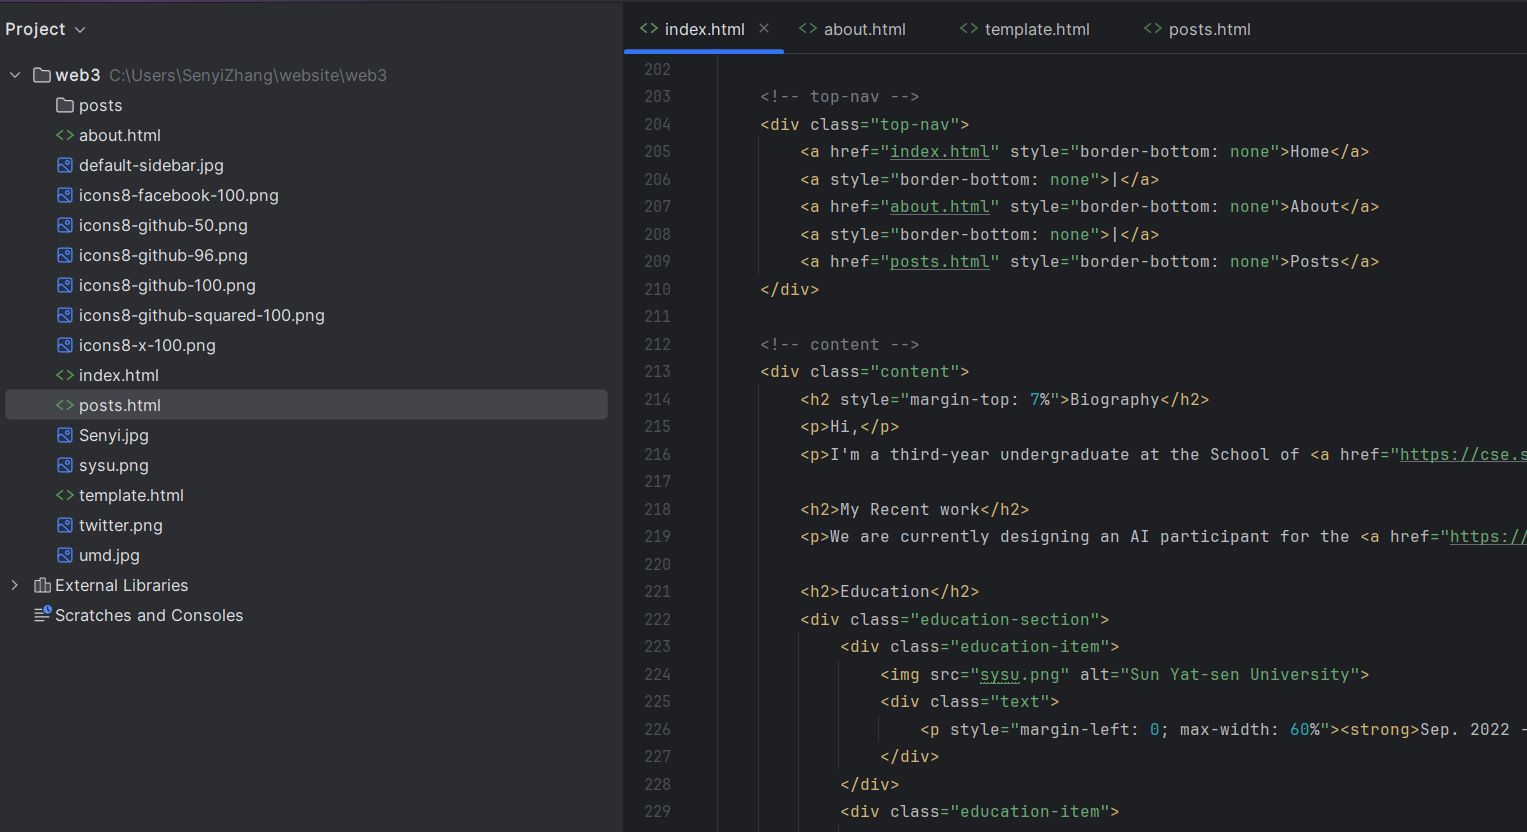 Project
web3 C:\Users\SenyiZhang\website\web3
posts
about.html
default-sidebar.jpg
icons8-facebook-100.png
icons8-github-50.png
icons8-github-96.png
icons8-github-100.png
icons8-github-squared-100.png
icons8-x-100.png
index.html
posts.html
Senyi.jpg
sysu.png
template.html
twitter.png
umd.jpg
External Libraries
Scratches and Consoles
index.html about.html template.html posts.html
202
203 <!-- top-nav -->
204 <div class="top-nav">
205 <a href="index.html" style="border-bottom: none">Home</a>
206 <a style="border-bottom: none">|</a>
207 <a href="about.html" style="border-bottom: none">About</a>
208 <a style="border-bottom: none">|</a>
209 <a href="posts.html" style="border-bottom: none">Posts</a>
210 </div>
211
212 <!-- content -->
213 <div class="content">
214 <h2 style="margin-top: 7%">Biography</h2>
215 <p>Hi,</p>
216 <p>I'm a third-year undergraduate at the School of <a href="https://cse.s
217
218 <h2>My Recent work</h2>
219 <p>We are currently designing an AI participant for the <a href="https://
220
221 <h2>Education</h2>
222 <div class="education-section">
223 <div class="education-item">
224 <img src="sysu.png" alt="Sun Yat-sen University">
225 <div class="text">
226 <p style="margin-left: 0; max-width: 60%"><strong>Sep. 2022 -
227 </div>
228 </div>
229 <div class="education-item">